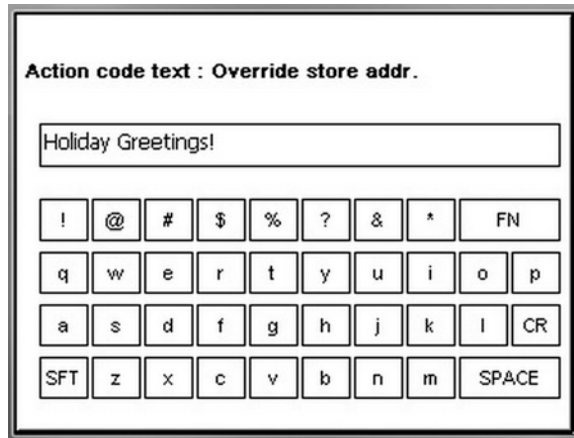 Action code text : Override store addr.
Holiday Greetings!
! @ # $ % ? & * FN
q w e r t y u i o p
a s d f g h j k l CR
SFT z x c v b n m SPACE